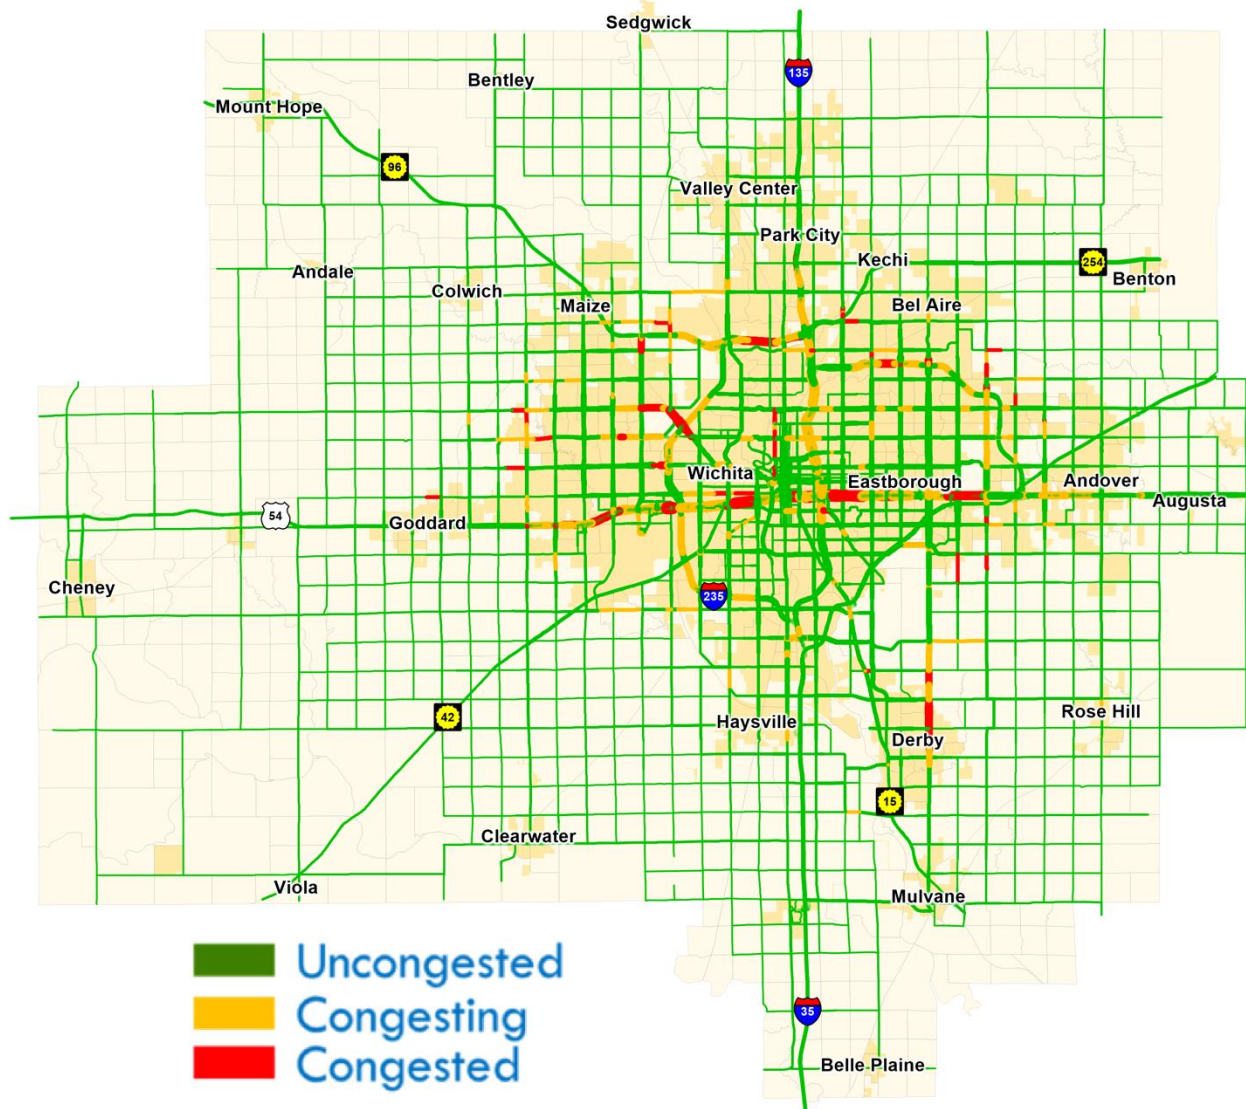 Sedgwick
135
Bentley
Mount Hope
96
Valley Center
Park City
Kechi
254
Andale
Benton
Colwich
Maize
Bel Aire
Wichita
Eastborough
Andover
Augusta
54
Goddard
Cheney
235
42
Haysville
Rose Hill
Derby
15
Clearwater
Viola
Mulvane
Uncongested
Congesting
35
Congested
Belle Plaine